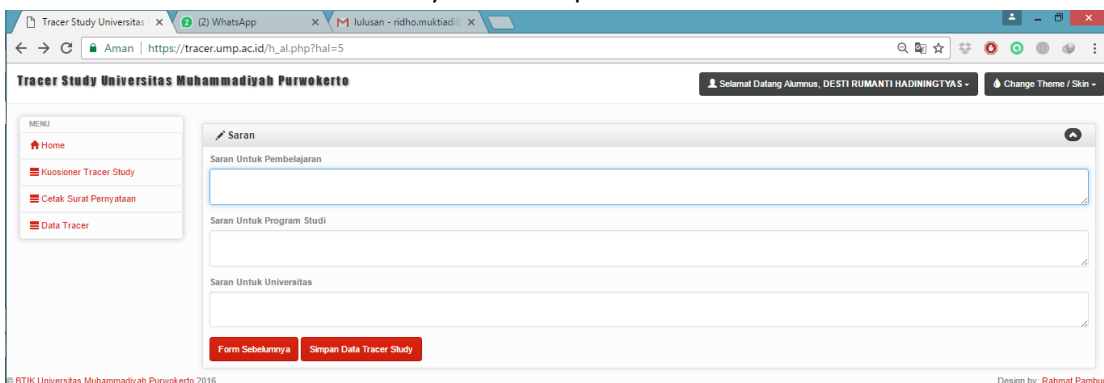 Tracer Study Universitas
(2) WhatsApp
lulusan - ridho.muktiadi@
Aman | https://tracer.ump.ac.id/h_al.php?hal=5
Tracer Study Universitas Muhammadiyah Purwokerto
Selamat Datang Alumnus, DESTI RUMANTI HADININGTYAS
Change Theme / Skin
MENU
Home
Kuosioner Tracer Study
Cetak Surat Pernyataan
Data Tracer
Saran
Saran Untuk Pembelajaran
Saran Untuk Program Studi
Saran Untuk Universitas
Form Sebelumnya
Simpan Data Tracer Study
© BTIK Universitas Muhammadiyah Purwokerto 2016
Design by: Rahmat Pambu